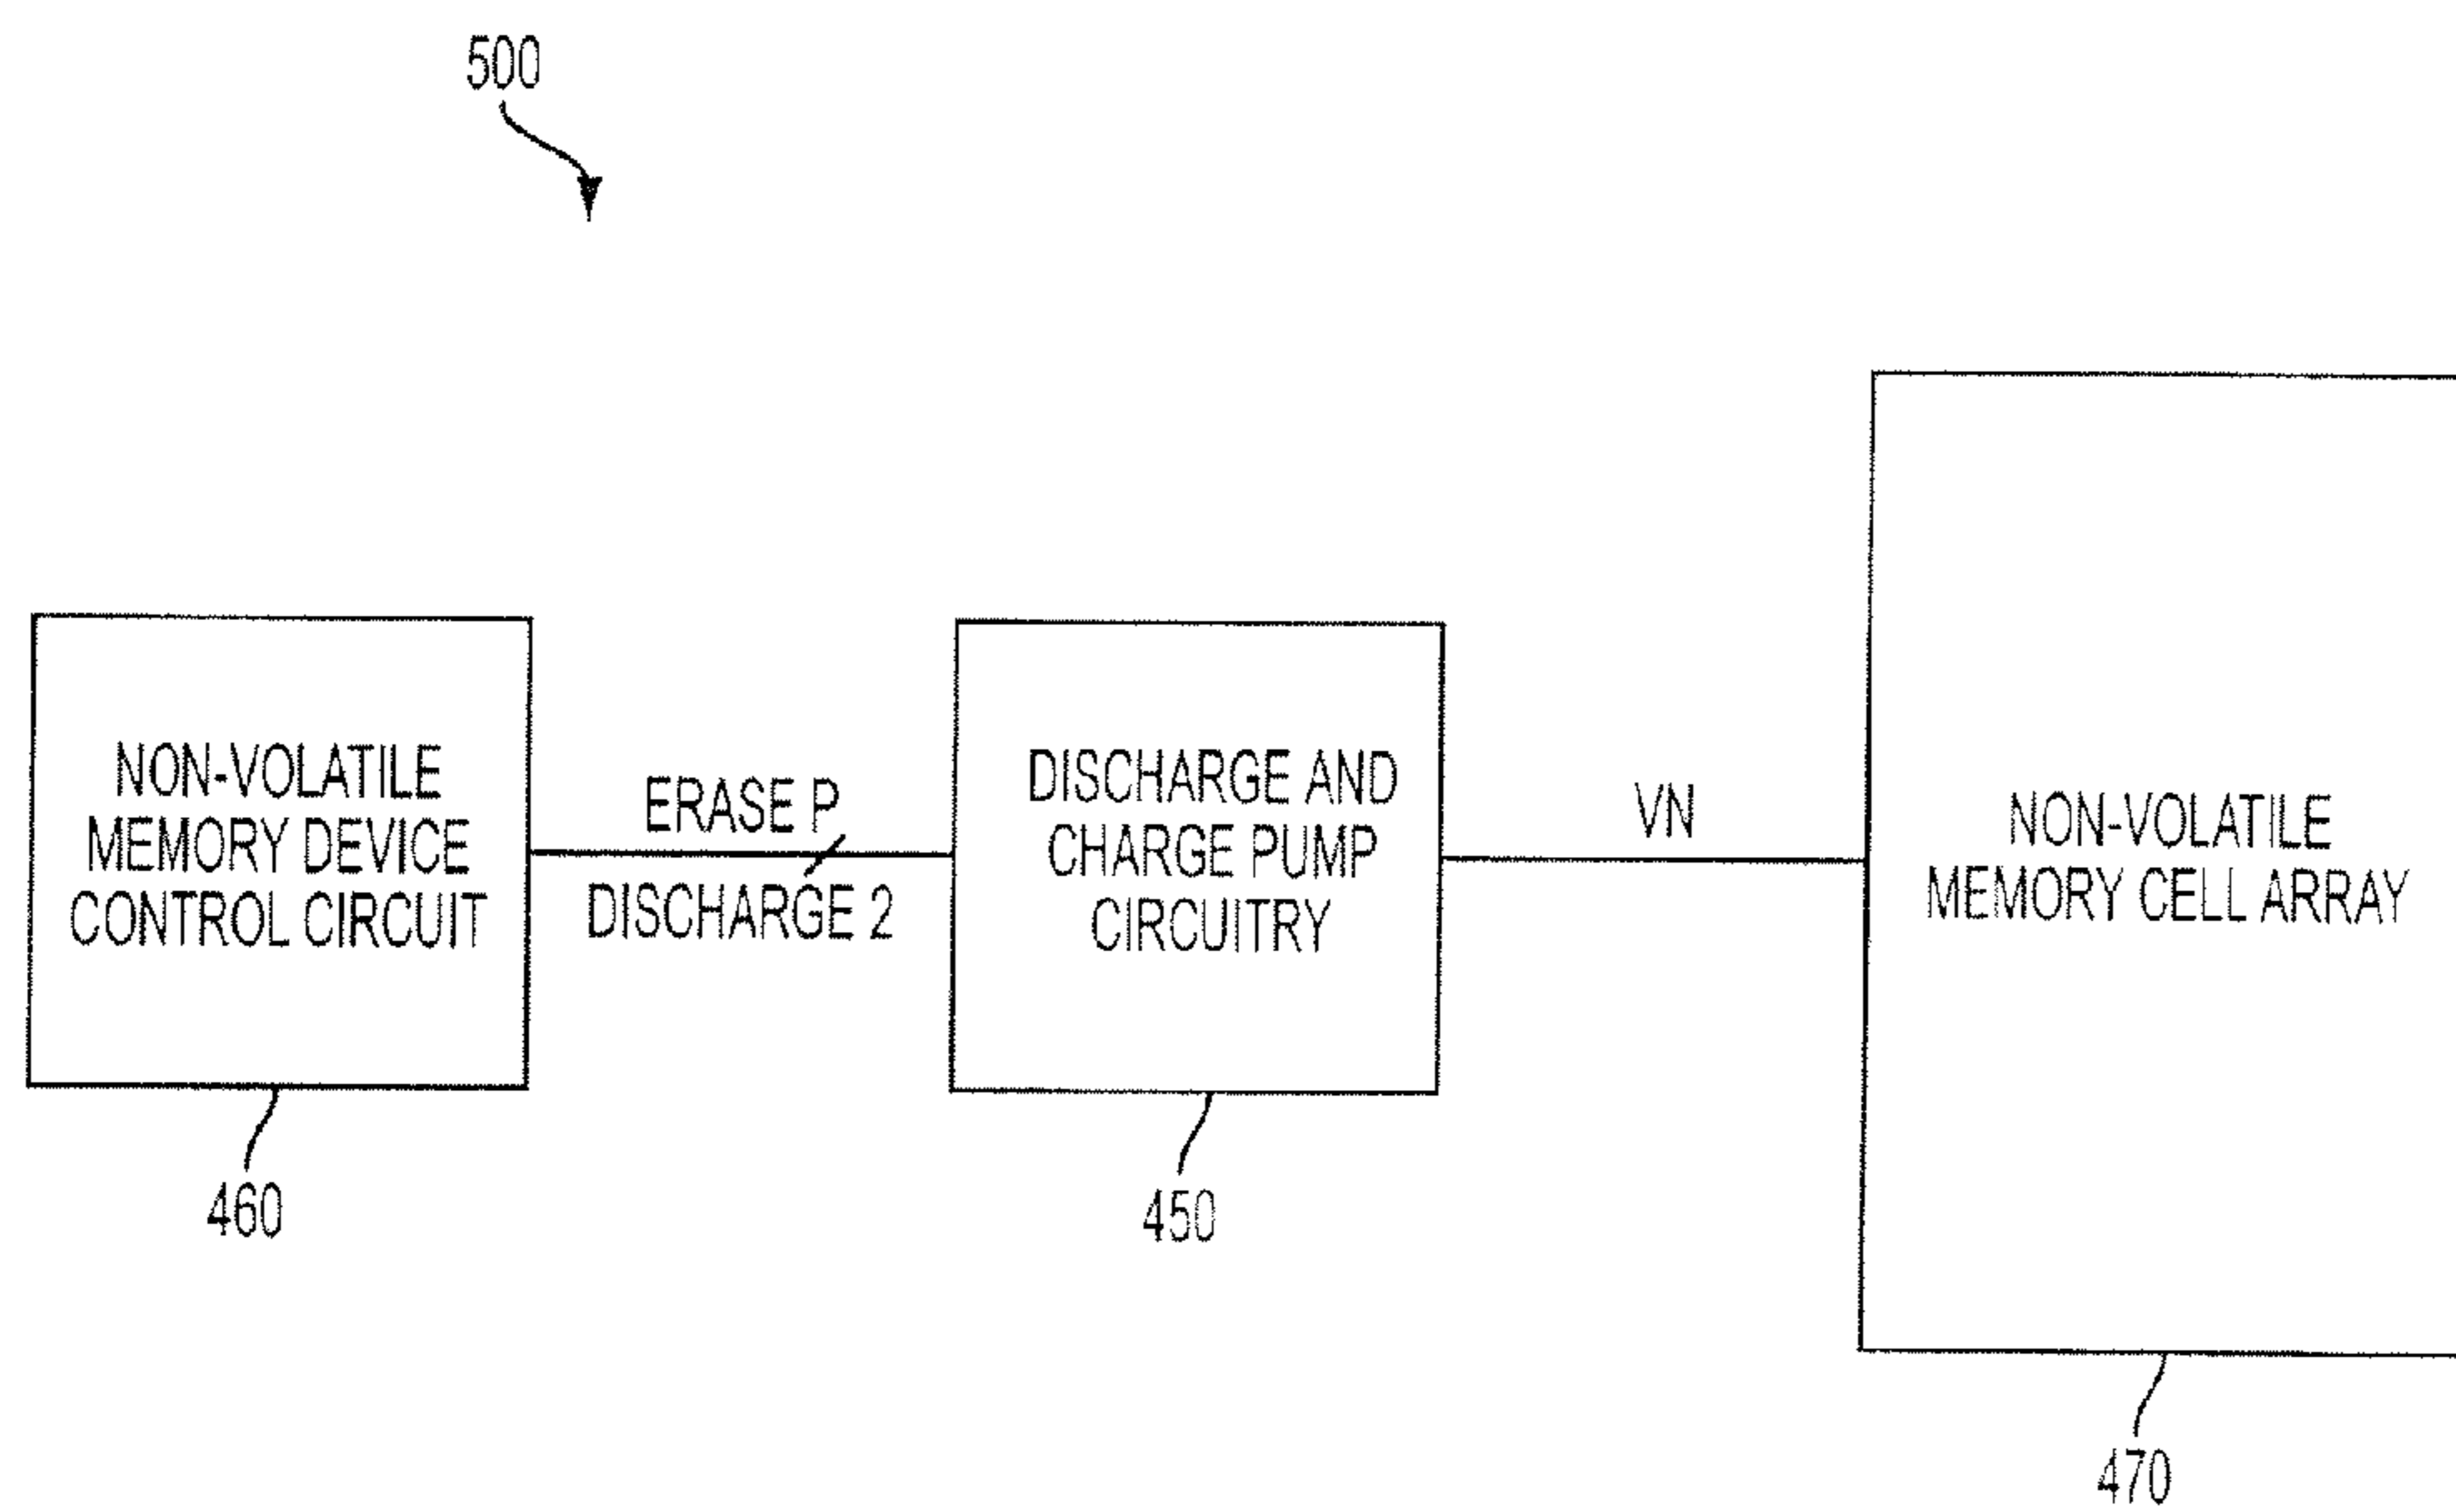 500
NON-VOLATILE
MEMORY DEVICE
CONTROL CIRCUIT
460
ERASE P
DISCHARGE 2
DISCHARGE AND
CHARGE PUMP
CIRCUITRY
450
VN
NON-VOLATILE
MEMORY CELL ARRAY
470